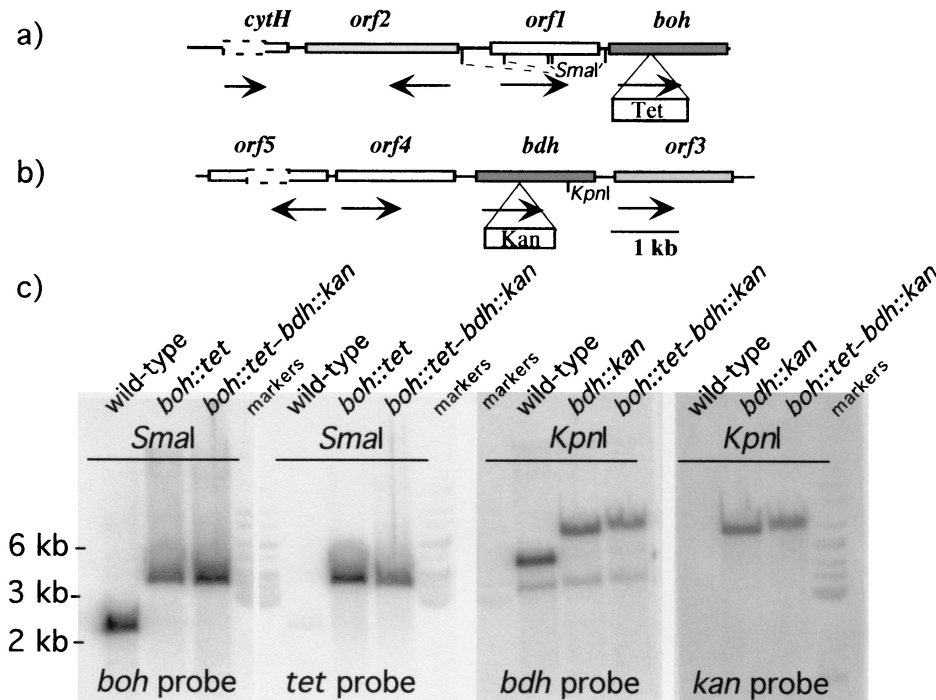 a)
cytH orf2 orf1 boh
SmaI
Tet
b)
orf5 orf4 bdh orf3
KpnI
Kan
1 kb
c)
wild-type boh::tet boh::tet-bdh::kan markers wild-type boh::tet boh::tet-bdh::kan markers markers wild-type bdh::kan boh::tet-bdh::kan wild-type bdh::kan boh::tet-bdh::kan markers
SmaI SmaI KpnI KpnI
6 kb-
3 kb-
2 kb-
boh probe tet probe bdh probe kan probe